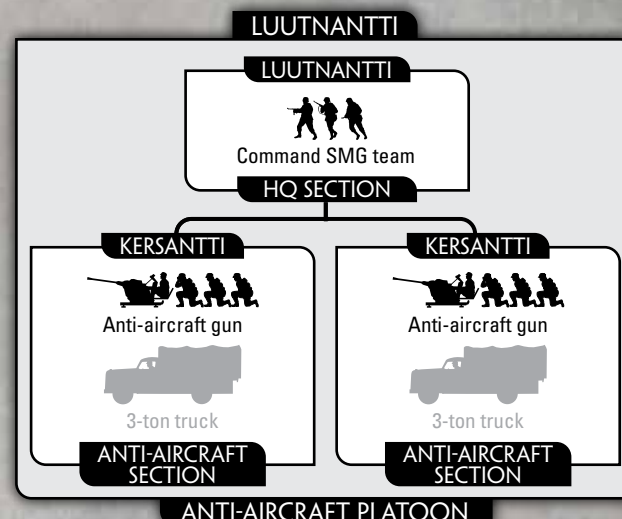 LUUTNANTTI
LUUTNANTTI
Command SMG team
HQ SECTION
KERSANTTI
Anti-aircraft gun
3-ton truck
ANTI-AIRCRAFT
SECTION
KERSANTTI
Anti-aircraft gun
3-ton truck
ANTI-AIRCRAFT
SECTION
ANTI-AIRCRAFT PLATOON